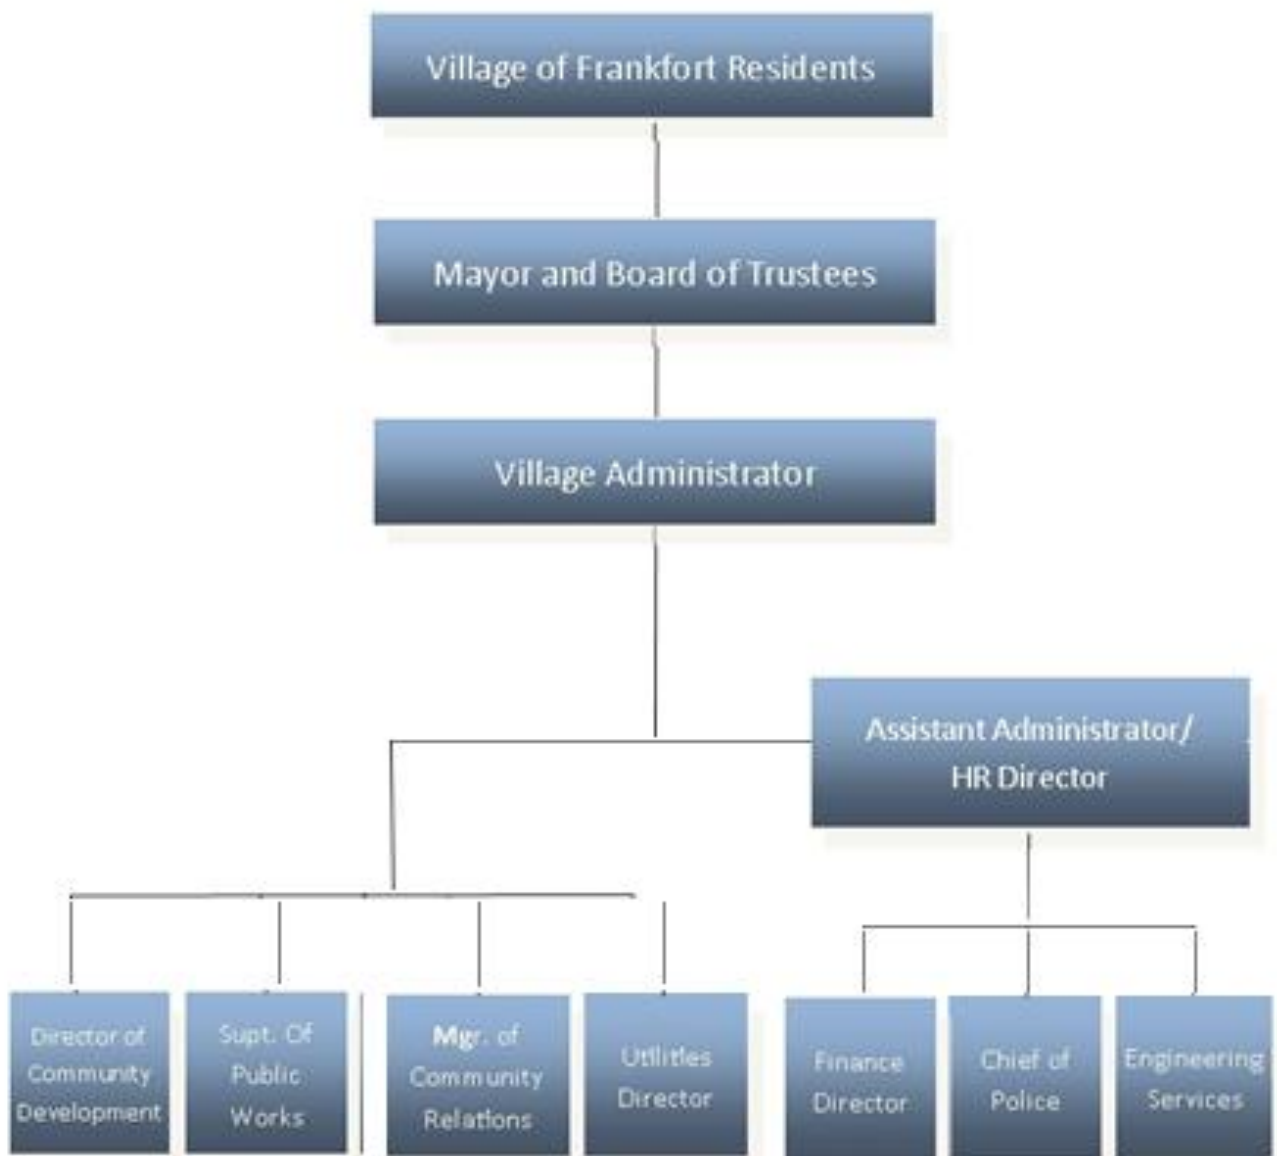 Village of Frankfort Residents
Mayor and Board of Trustees
Village Administrator
Assistant Administrator/
HR Director
Director of
Community
Development
Supt. Of
Public
Works
Mgr. of
Community
Relations
Utilities
Director
Finance
Director
Chief of
Police
Engineering
Services